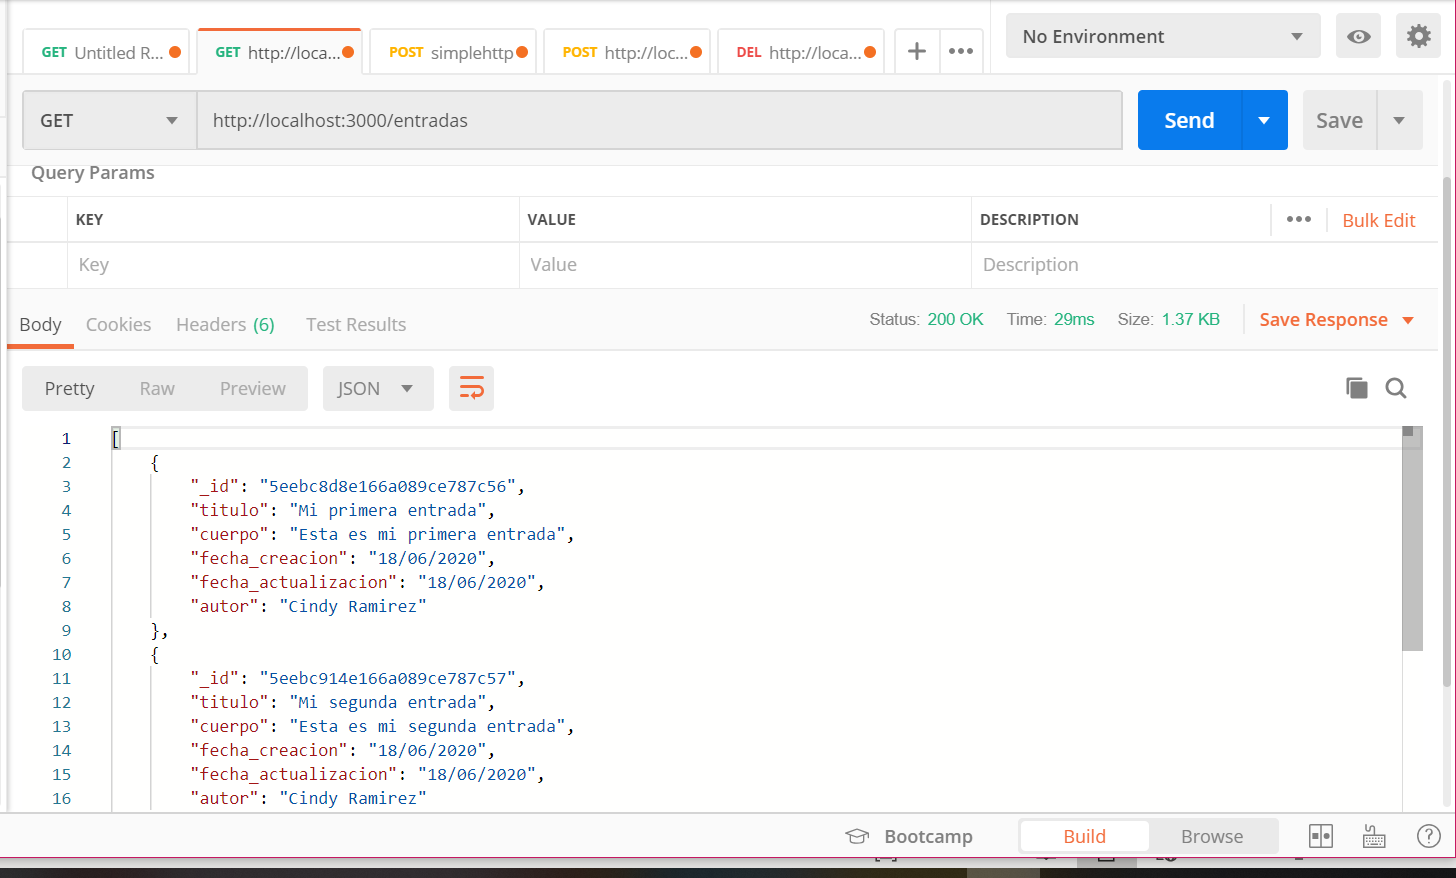 GET Untitled R... GET http://loca... POST simplehttp POST http://loc... DEL http://loca... + ••• No Environment
GET http://localhost:3000/entradas Send Save
Query Params
KEY VALUE DESCRIPTION ••• Bulk Edit
Key Value Description
Body Cookies Headers (6) Test Results Status: 200 OK Time: 29ms Size: 1.37 KB Save Response
Pretty Raw Preview JSON
1 [
2 {
3 "_id": "5eebc8d8e166a089ce787c56",
4 "titulo": "Mi primera entrada",
5 "cuerpo": "Esta es mi primera entrada",
6 "fecha_creacion": "18/06/2020",
7 "fecha_actualizacion": "18/06/2020",
8 "autor": "Cindy Ramirez"
9 },
10 {
11 "_id": "5eebc914e166a089ce787c57",
12 "titulo": "Mi segunda entrada",
13 "cuerpo": "Esta es mi segunda entrada",
14 "fecha_creacion": "18/06/2020",
15 "fecha_actualizacion": "18/06/2020",
16 "autor": "Cindy Ramirez"
Bootcamp Build Browse ?